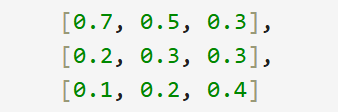 [0.7, 0.5, 0.3],
[0.2, 0.3, 0.3],
[0.1, 0.2, 0.4]